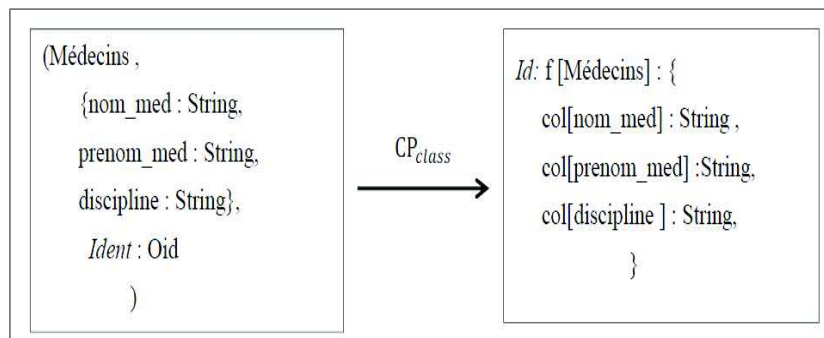 (Médecins ,
{nom_med : String,
prenom_med : String,
discipline : String},
Ident : Oid
)
CPclass
Id: f [Médecins] : {
col[nom_med] : String ,
col[prenom_med] :String,
col[discipline ] : String,
}